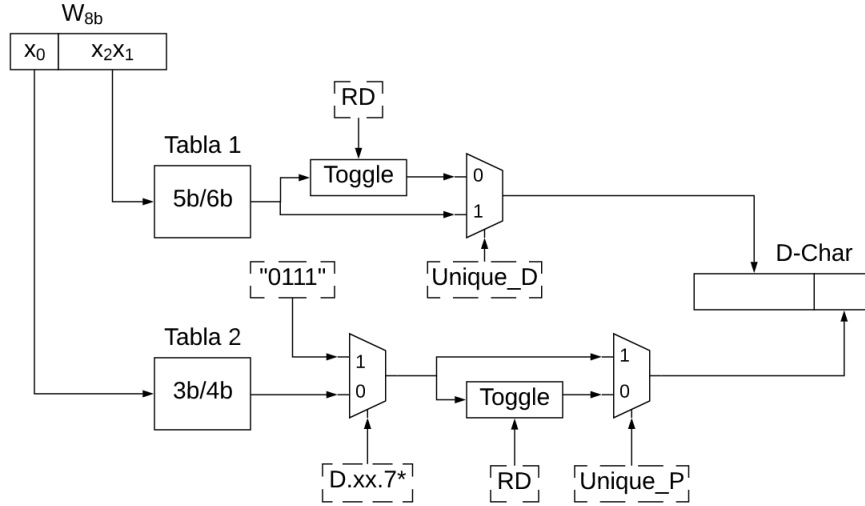 W₈b
x₀ x₂x₁
RD
Tabla 1
5b/6b
Toggle
0
1
Unique_D
D-Char
"0111"
Tabla 2
3b/4b
1
0
Toggle
1
0
D.xx.7*
RD
Unique_P